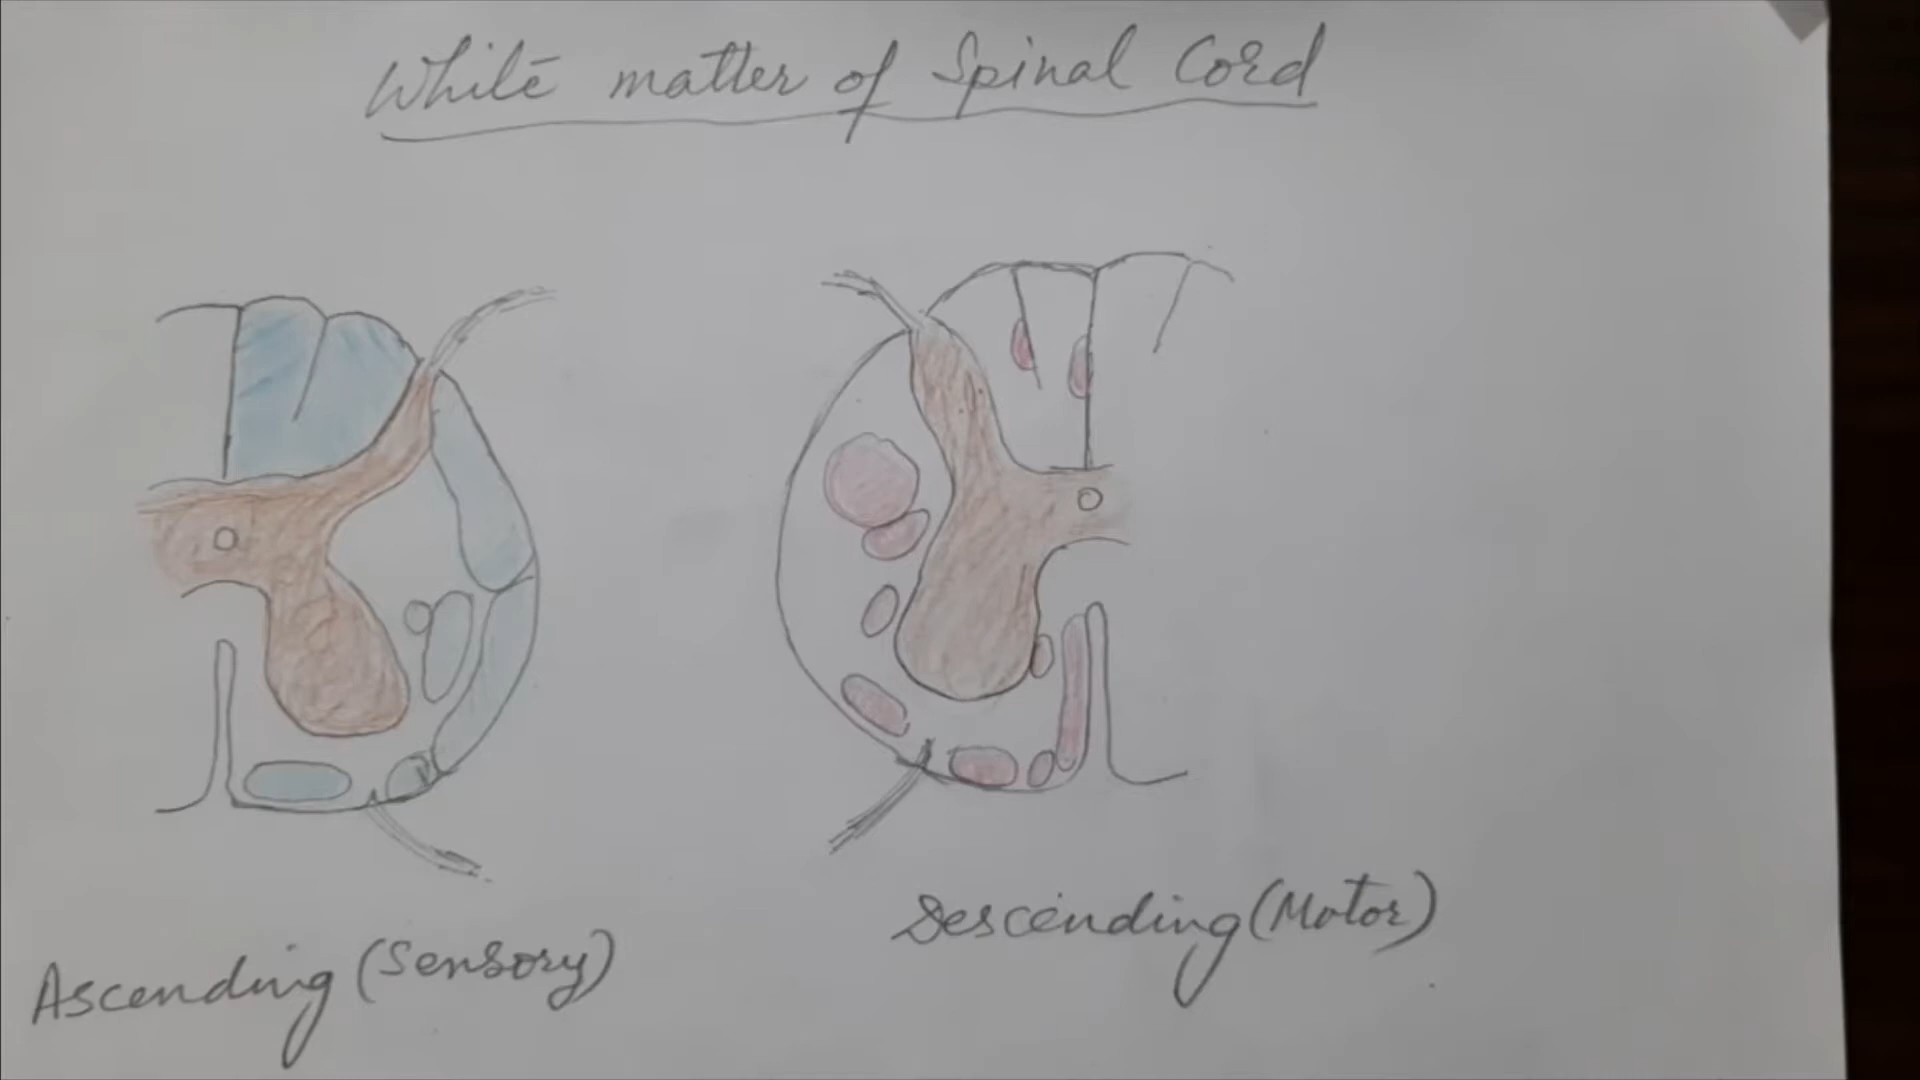 White matter of Spinal Cord
Ascending (Sensory)
Descending (Motor)